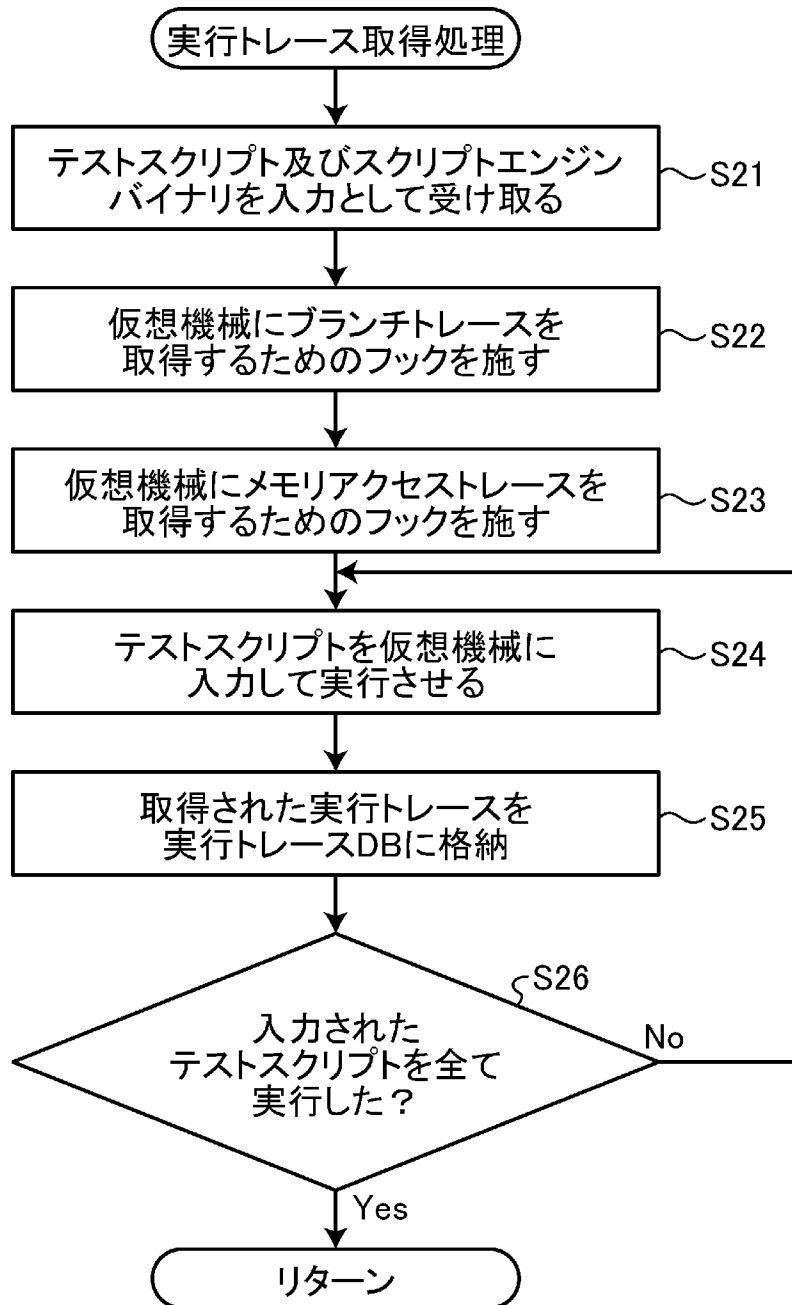 実行トレース取得処理
テストスクリプト及びスクリプトエンジン
バイナリを入力として受け取る
S21
仮想機械にブランチトレースを
取得するためのフックを施す
S22
仮想機械にメモリアクセストレースを
取得するためのフックを施す
S23
テストスクリプトを仮想機械に
入力して実行させる
S24
取得された実行トレースを
実行トレースDBに格納
S25
S26
入力された
テストスクリプトを全て
実行した?
No
Yes
リターン